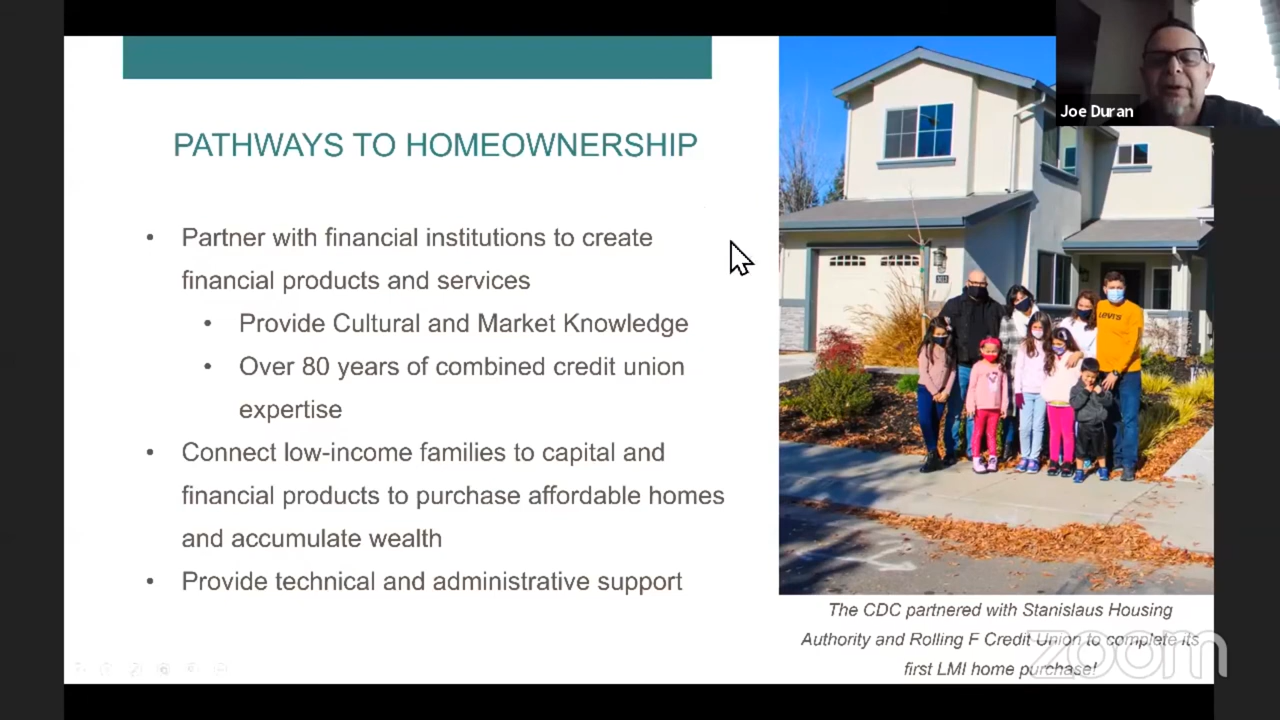 Joe Duran
PATHWAYS TO HOMEOWNERSHIP
• Partner with financial institutions to create
financial products and services
• Provide Cultural and Market Knowledge
• Over 80 years of combined credit union
expertise
• Connect low-income families to capital and
financial products to purchase affordable homes
and accumulate wealth
• Provide technical and administrative support
LEVI'S
The CDC partnered with Stanislaus Housing
Authority and Rolling F Credit Union to complete its
first LMI home purchase!
zoom